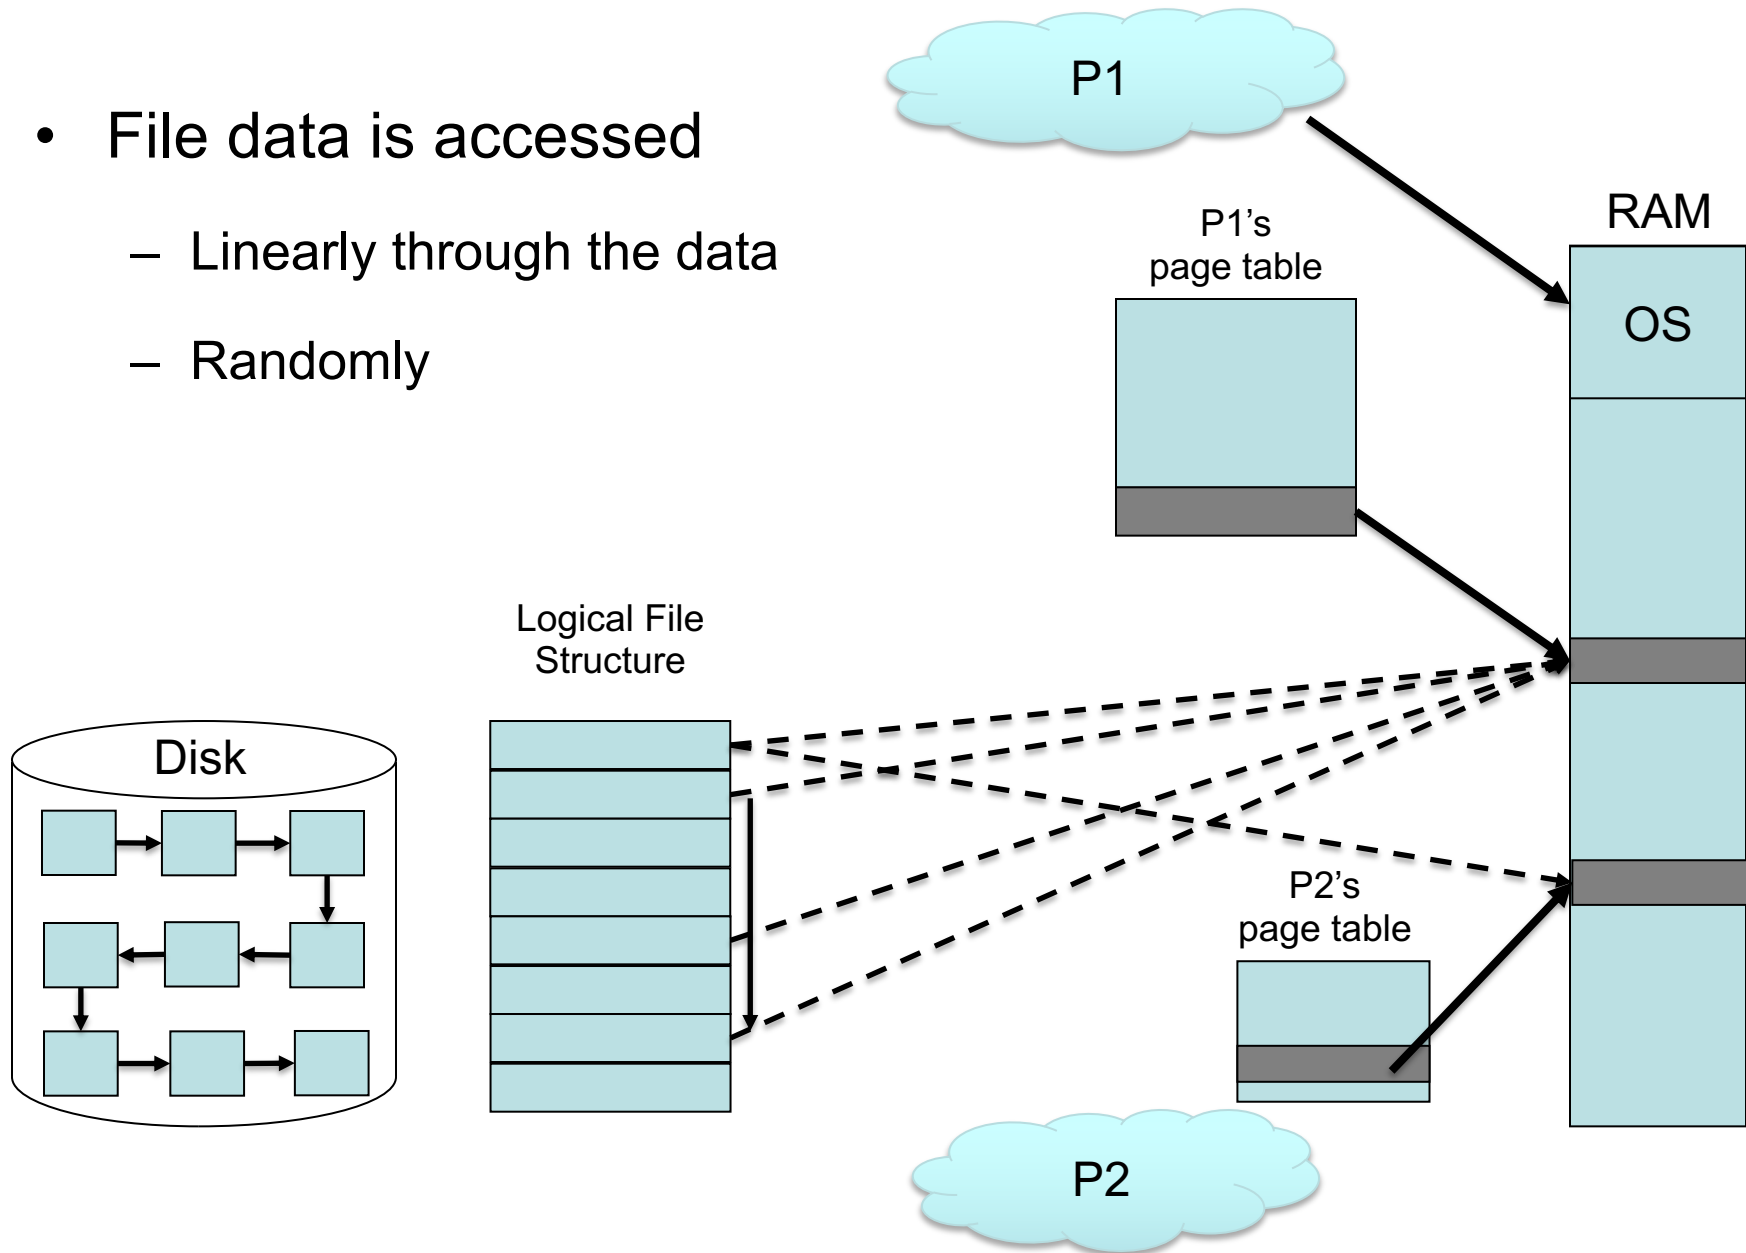 • File data is accessed
– Linearly through the data
– Randomly
P1
P1’s
page table
RAM
OS
Logical File
Structure
Disk
P2’s
page table
P2